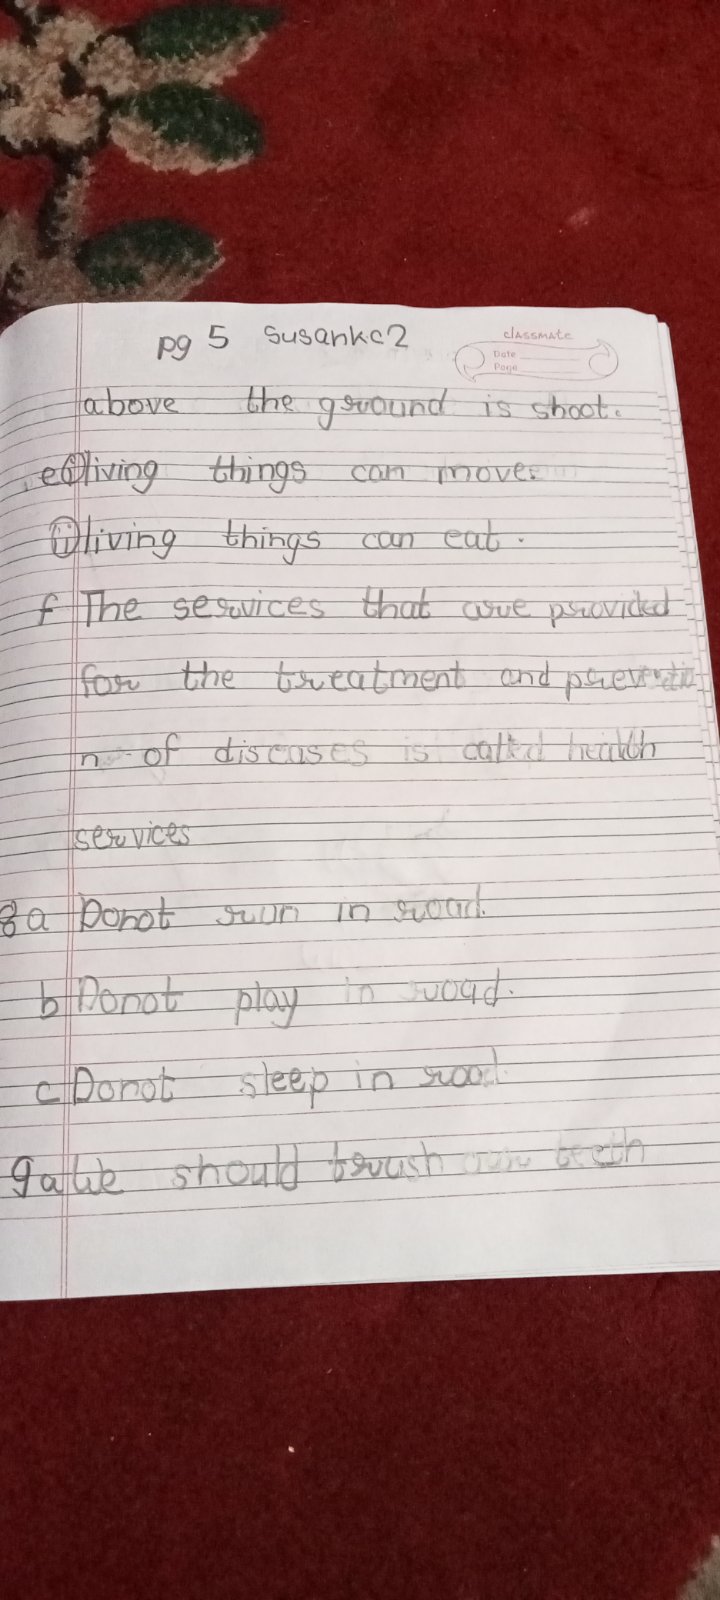 pg 5 susankc2
classmate
Date
Page
above the ground is shoot.
e(i) living things can move.
(ii) living things can eat.
f The services that are provided
for the treatment and preventio
n of diseases is called health
services
8 a Donot run in road.
b Donot play in road.
c Donot sleep in road
9 a We should brush our teeth